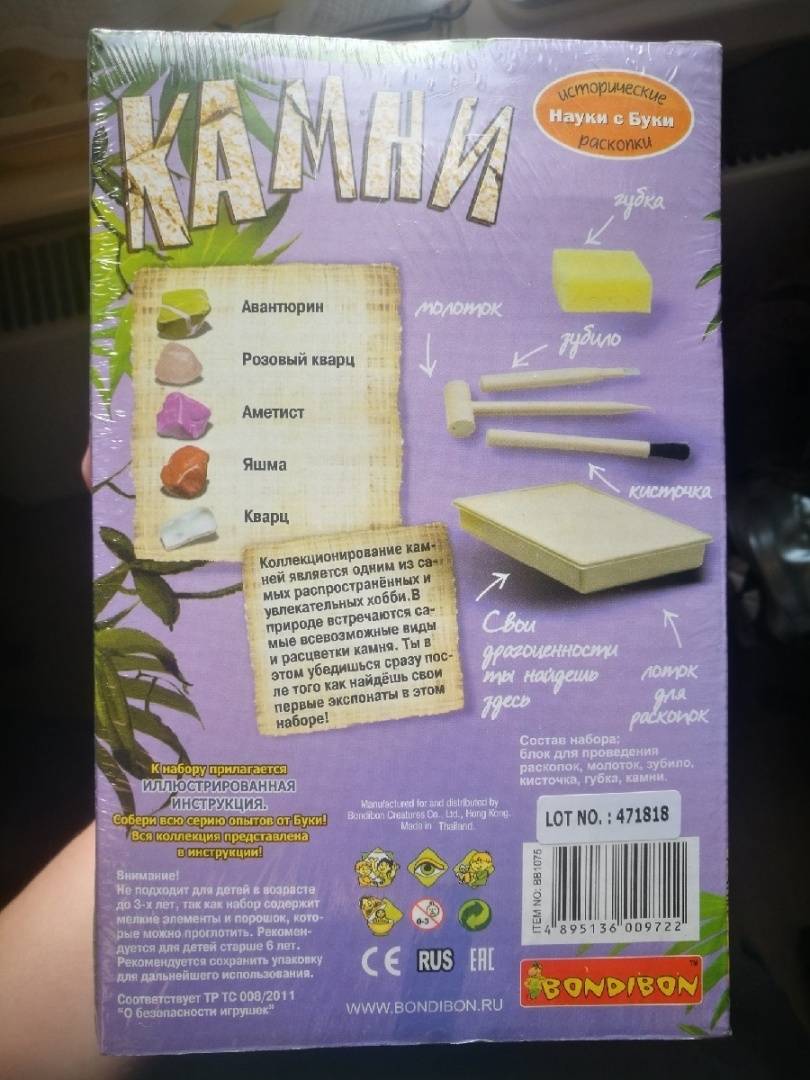 КАМНИ
исторические
Науки с Буки
раскопки
губка
молоток
зубило
кисточка
Авантюрин
Розовый кварц
Аметист
Яшма
Кварц
Коллекционирование кам-
ней является одним из са-
мых распространённых и
увлекательных хобби.В
природе встречаются са-
мые всевозможные виды
и расцветки камня. Ты в
этом убедишься сразу пос-
ле того как найдёшь свои
первые экспонаты в этом
наборе!
Свои
драгоценности
ты найдешь
здесь
лоток
для
раскопок
Состав набора:
блок для проведения
раскопок, молоток, зубило,
кисточка, губка, камни.
К набору прилагается
ИЛЛЮСТРИРОВАННАЯ
ИНСТРУКЦИЯ.
Собери всю серию опытов от Буки!
Вся коллекция представлена
в инструкции!
Manufactured for and distributed by
Bondibon Creatures Co., Ltd., Hong Kong.
Made in Thailand.
LOT NO. : 471818
ITEM NO: BB1075
4 895136 009722
Внимание!
Не подходит для детей в возрасте
до 3-х лет, так как набор содержит
мелкие элементы и порошок, кото-
рые можно проглотить. Рекомен-
дуется для детей старше 6 лет.
Рекомендуется сохранить упаковку
для дальнейшего использования.
Соответствует ТР ТС 008/2011
"О безопасности игрушек"
0-3
CE RUS EAC
WWW.BONDIBON.RU
BONDIBON™